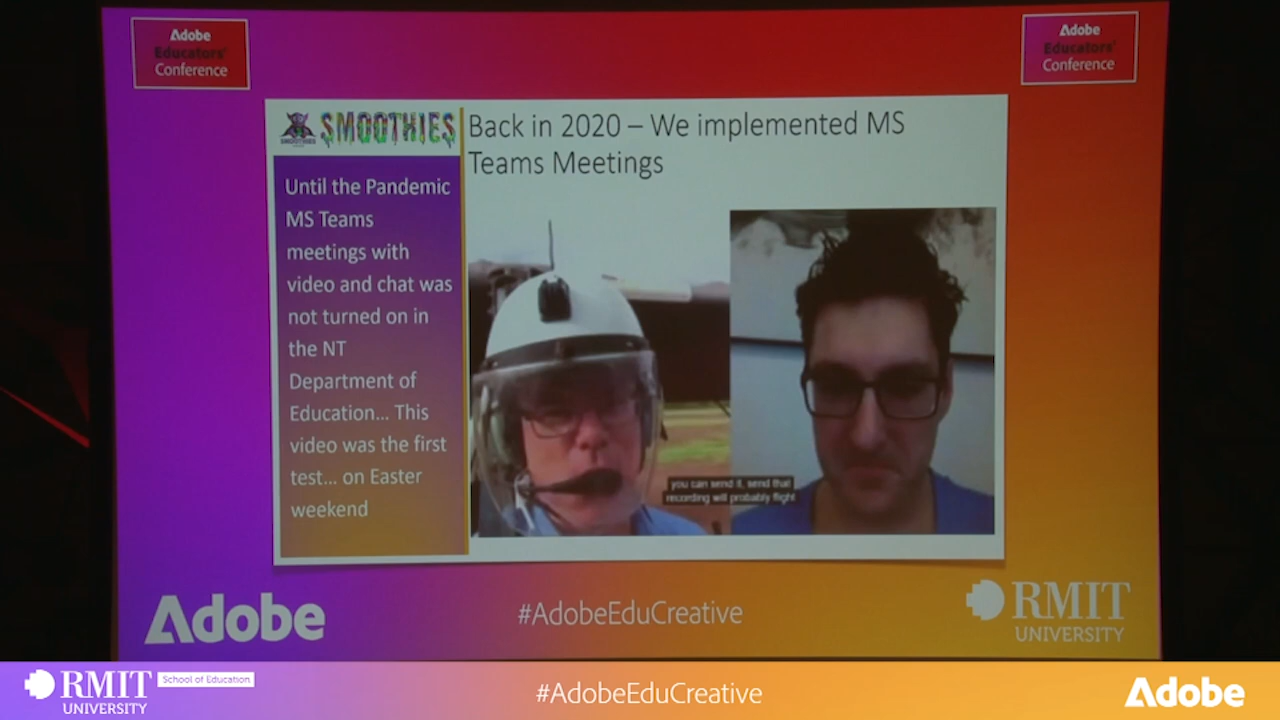 Adobe
Educators'
Conference
Adobe
Educators'
Conference
SMOOTHIES
SMOOTHIES
Back in 2020 – We implemented MS
Teams Meetings
Until the Pandemic
MS Teams
meetings with
video and chat was
not turned on in
the NT
Department of
Education... This
video was the first
test... on Easter
weekend
you can send it, send that
recording will probably flight
Adobe
#AdobeEduCreative
RMIT
UNIVERSITY
RMIT
UNIVERSITY
School of Education
#AdobeEduCreative
Adobe